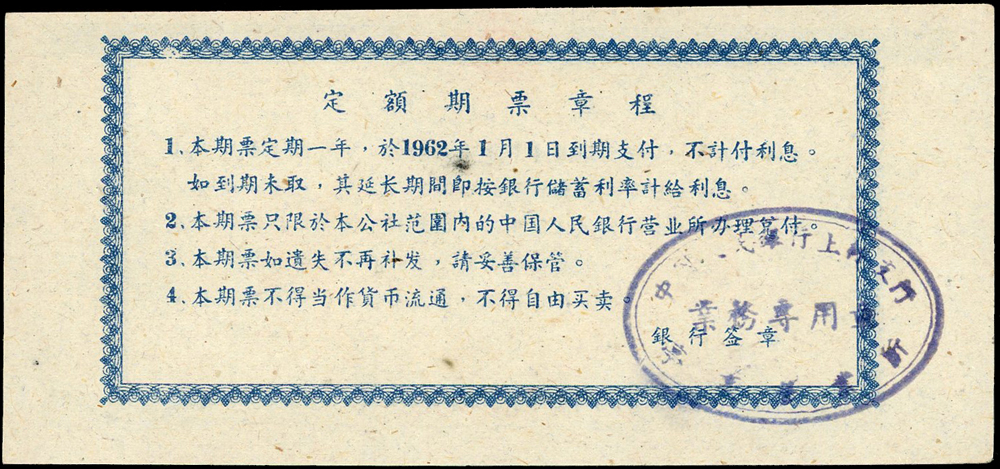 定額期票章程
1、本期票定期一年，於1962年1月1日到期支付，不計付利息。
如到期未取，其延长期間即按銀行儲蓄利率計給利息。
2、本期票只限於本公社范圍内的中国人民銀行营业所办理兌付。
3、本期票如遺失不再补发，請妥善保管。
4、本期票不得当作貨币流通，不得自由买卖。
銀行签章
業務專用章